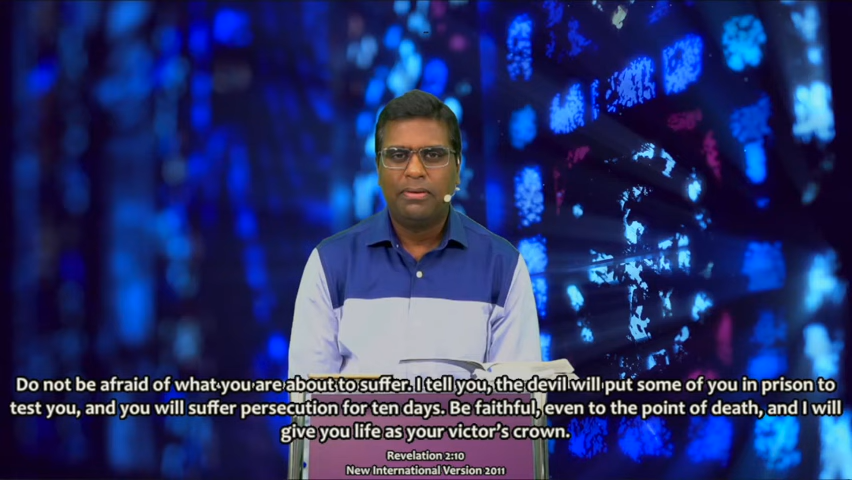 Do not be afraid of what you are about to suffer. I tell you, the devil will put some of you in prison to
test you, and you will suffer persecution for ten days. Be faithful, even to the point of death, and I will
give you life as your victor's crown.
Revelation 2:10
New International Version 2011